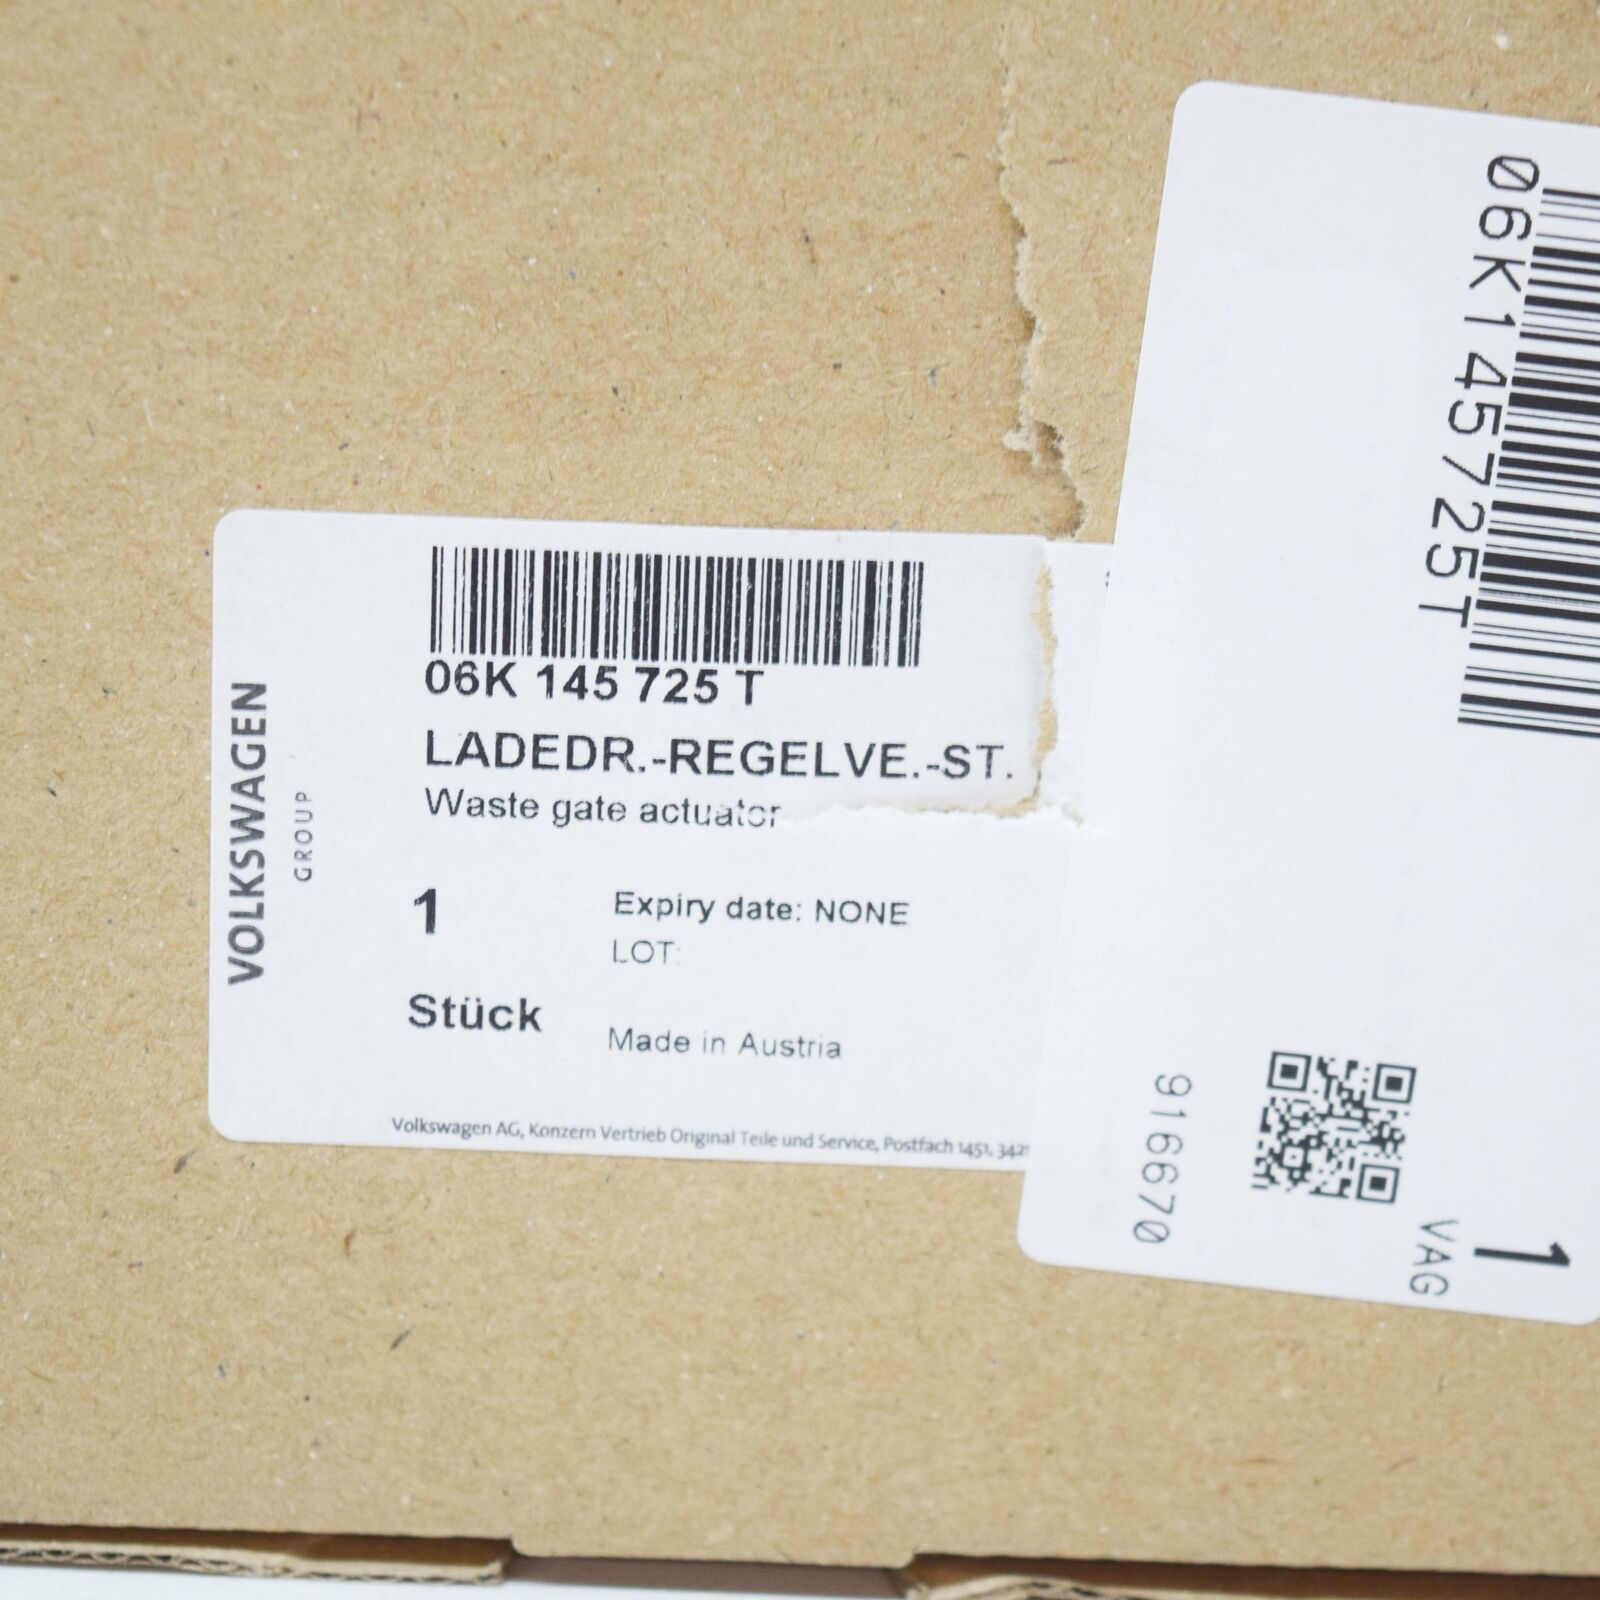 VOLKSWAGEN
GROUP
06K 145 725 T
LADEDR.-REGELVE.-ST.
Waste gate actuator
1
Stück
Expiry date: NONE
LOT:
Made in Austria
Volkswagen AG, Konzern Vertrieb Original Teile und Service, Postfach 1451, 3421
06K145725T
916670
VAG
1